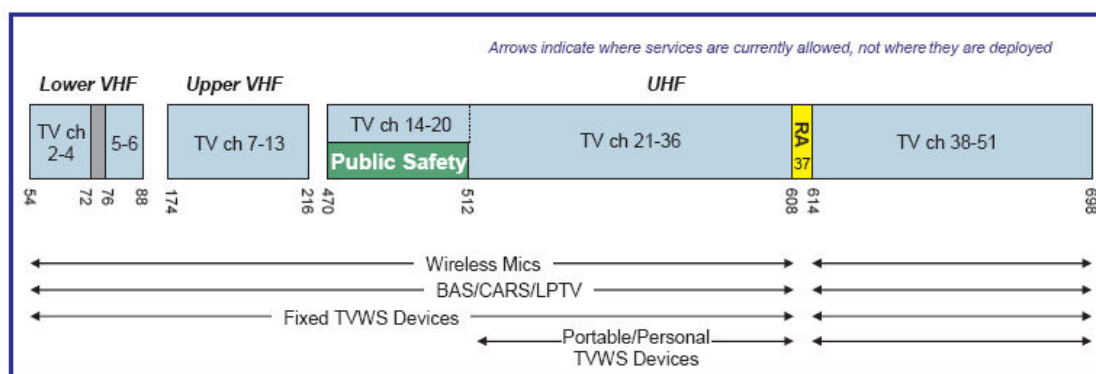 Arrows indicate where services are currently allowed, not where they are deployed
Lower VHF
Upper VHF
UHF
TV ch
2-4
5-6
TV ch 7-13
TV ch 14-20
Public Safety
TV ch 21-36
RA
37
TV ch 38-51
54
72
76
88
174
216
470
512
608
614
698
Wireless Mics
BAS/CARS/LPTV
Fixed TVWS Devices
Portable/Personal
TVWS Devices